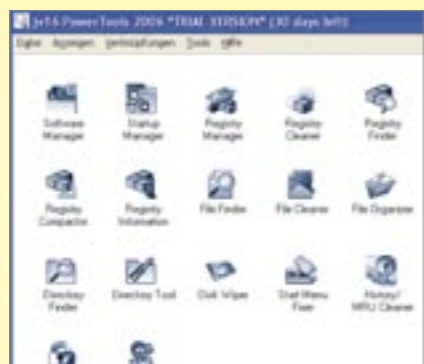 jv16 PowerTools 2006 *TRIAL VERSION* (30 days left)
Datei Anzeigen Verknüpfungen Tools Hilfe
Software Manager
Startup Manager
Registry Manager
Registry Cleaner
Registry Finder
Registry Compactor
Registry Information
File Finder
File Cleaner
File Organizer
Directory Finder
Directory Tool
Disk Wiper
Start Menu Fixer
History/ MRU Cleaner